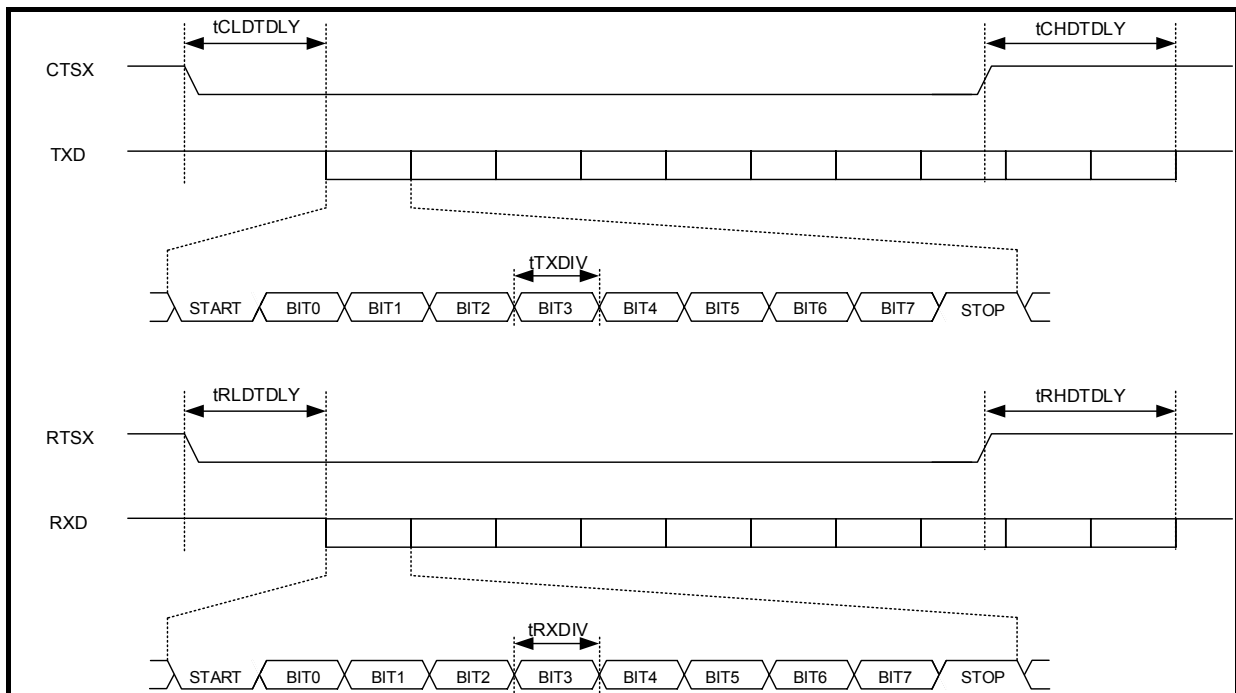 tCLDTDLY tCHDTDLY
CTSX
TXD
tTXDIV
START BIT0 BIT1 BIT2 BIT3 BIT4 BIT5 BIT6 BIT7 STOP
tRLDTDLY tRHDTDLY
RTSX
RXD
tRXDIV
START BIT0 BIT1 BIT2 BIT3 BIT4 BIT5 BIT6 BIT7 STOP